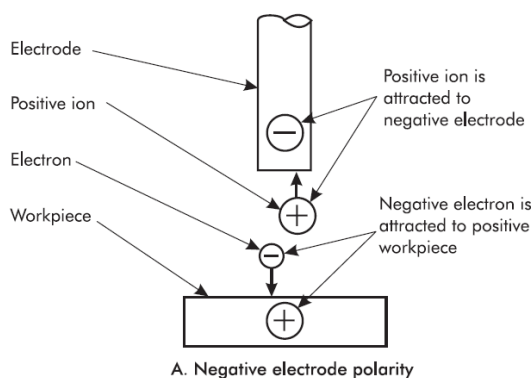 Electrode
Positive ion
Electron
Workpiece
Positive ion is
attracted to
negative electrode
Negative electron is
attracted to positive
workpiece
−
+
−
+
A. Negative electrode polarity